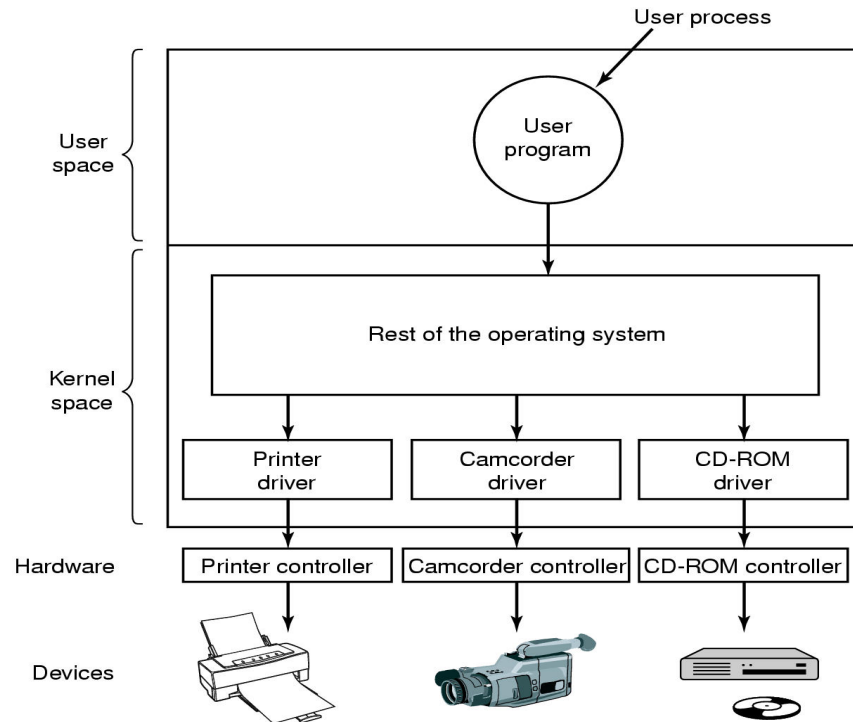 User process
User
space
User
program
Rest of the operating system
Kernel
space
Printer
driver
Camcorder
driver
CD-ROM
driver
Hardware
Printer controller
Camcorder controller
CD-ROM controller
Devices